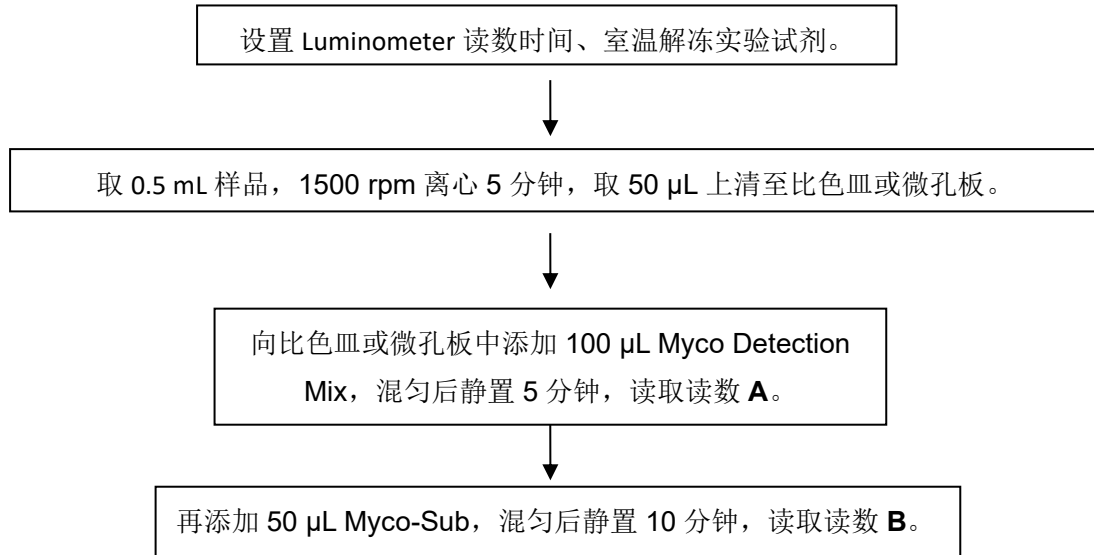 设置 Luminometer 读数时间、室温解冻实验试剂。
取 0.5 mL 样品，1500 rpm 离心 5 分钟，取 50 µL 上清至比色皿或微孔板。
向比色皿或微孔板中添加 100 µL Myco Detection
Mix，混匀后静置 5 分钟，读取读数 A。
再添加 50 µL Myco-Sub，混匀后静置 10 分钟，读取读数 B。